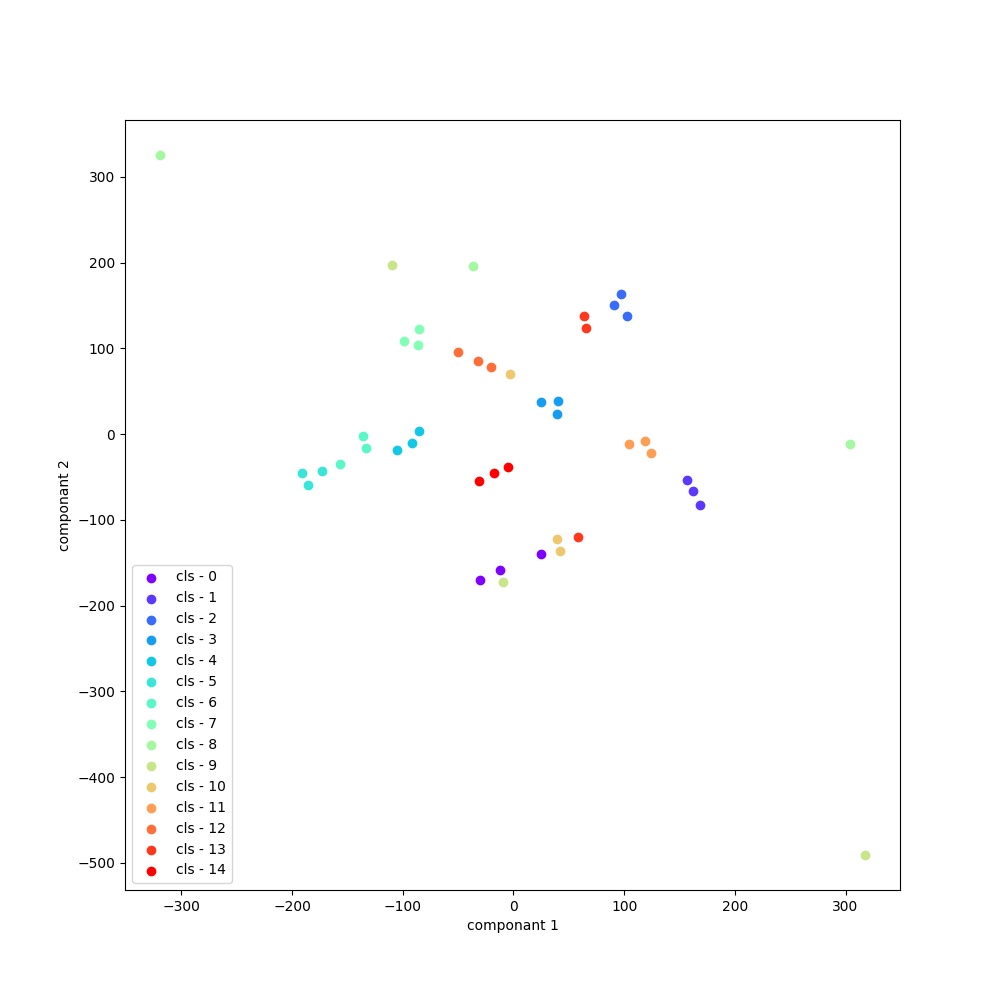 300
200
100
0
−100
−200
−300
−400
−500
componant 2
cls - 0
cls - 1
cls - 2
cls - 3
cls - 4
cls - 5
cls - 6
cls - 7
cls - 8
cls - 9
cls - 10
cls - 11
cls - 12
cls - 13
cls - 14
−300 −200 −100 0 100 200 300
componant 1